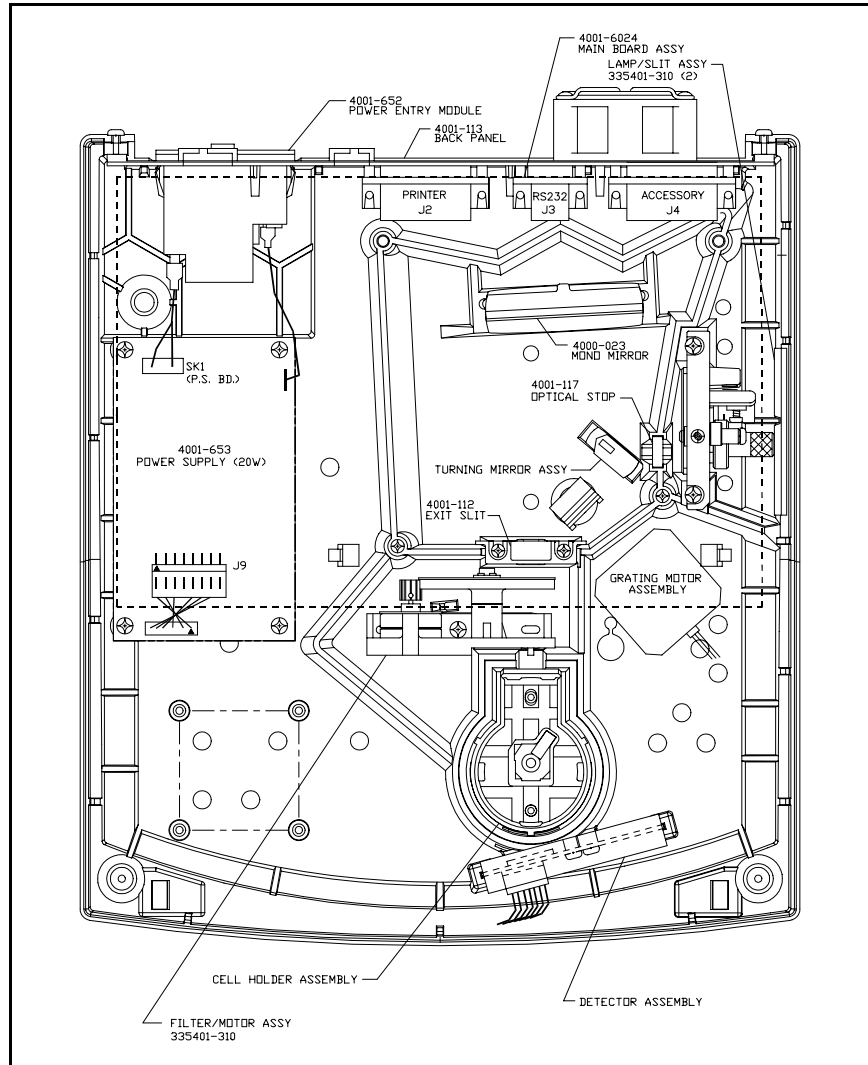 4001-6024
MAIN BOARD ASSY
LAMP/SLIT ASSY
335401-310 (2)
4001-652
POWER ENTRY MODULE
4001-113
BACK PANEL
PRINTER
J2
RS232
J3
ACCESSORY
J4
4000-023
MONO MIRROR
SK1
(P.S. BD.)
4001-117
OPTICAL STOP
4001-653
POWER SUPPLY (20W)
TURNING MIRROR ASSY
4001-112
EXIT SLIT
J9
GRATING MOTOR
ASSEMBLY
CELL HOLDER ASSEMBLY
DETECTOR ASSEMBLY
FILTER/MOTOR ASSY
335401-310